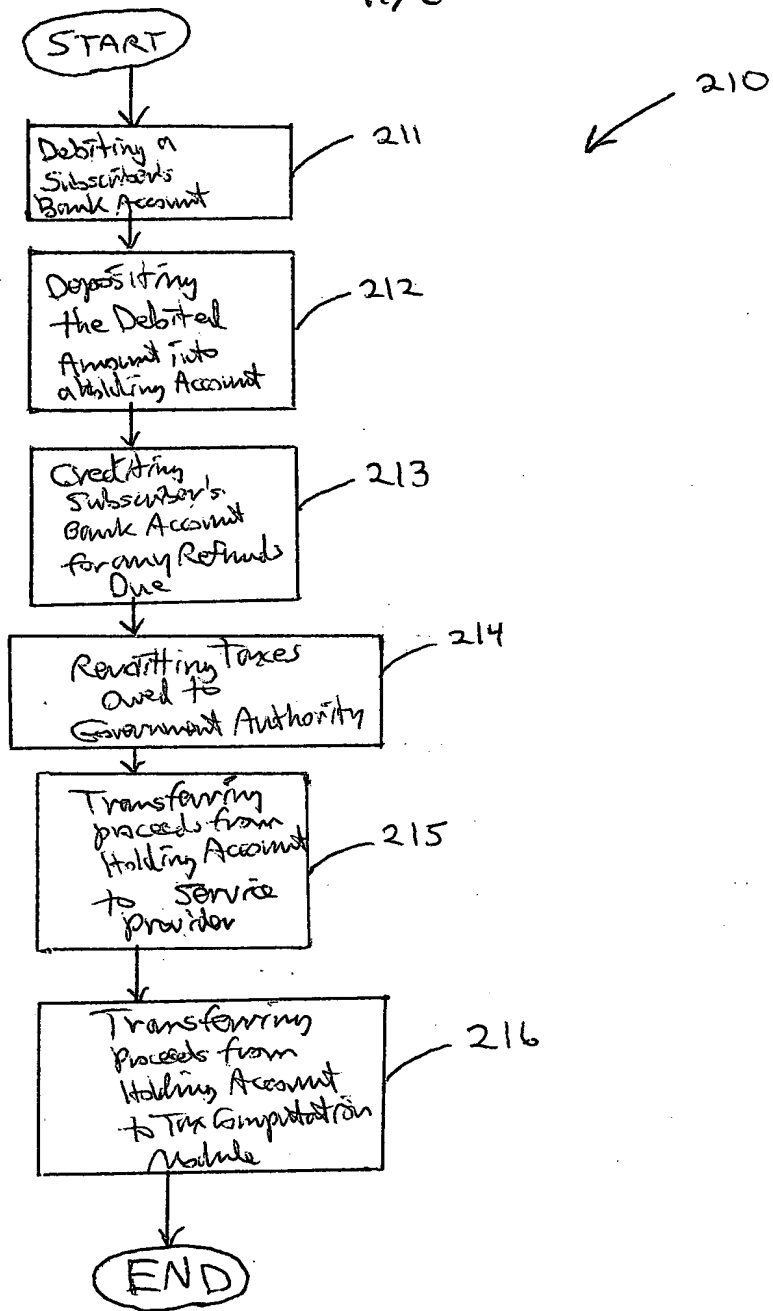 START
210
Debiting a
Subscriber's
Bank Account
211
Depositing
the Debited
Amount into
a Holding Account
212
Crediting
Subscriber's
Bank Account
for any Refunds
Due
213
Remitting Taxes
owed to
Government Authority
214
Transferring
proceeds from
Holding Account
to Service
provider
215
Transferring
proceeds from
Holding Account
to Tax Computation
Module
216
END